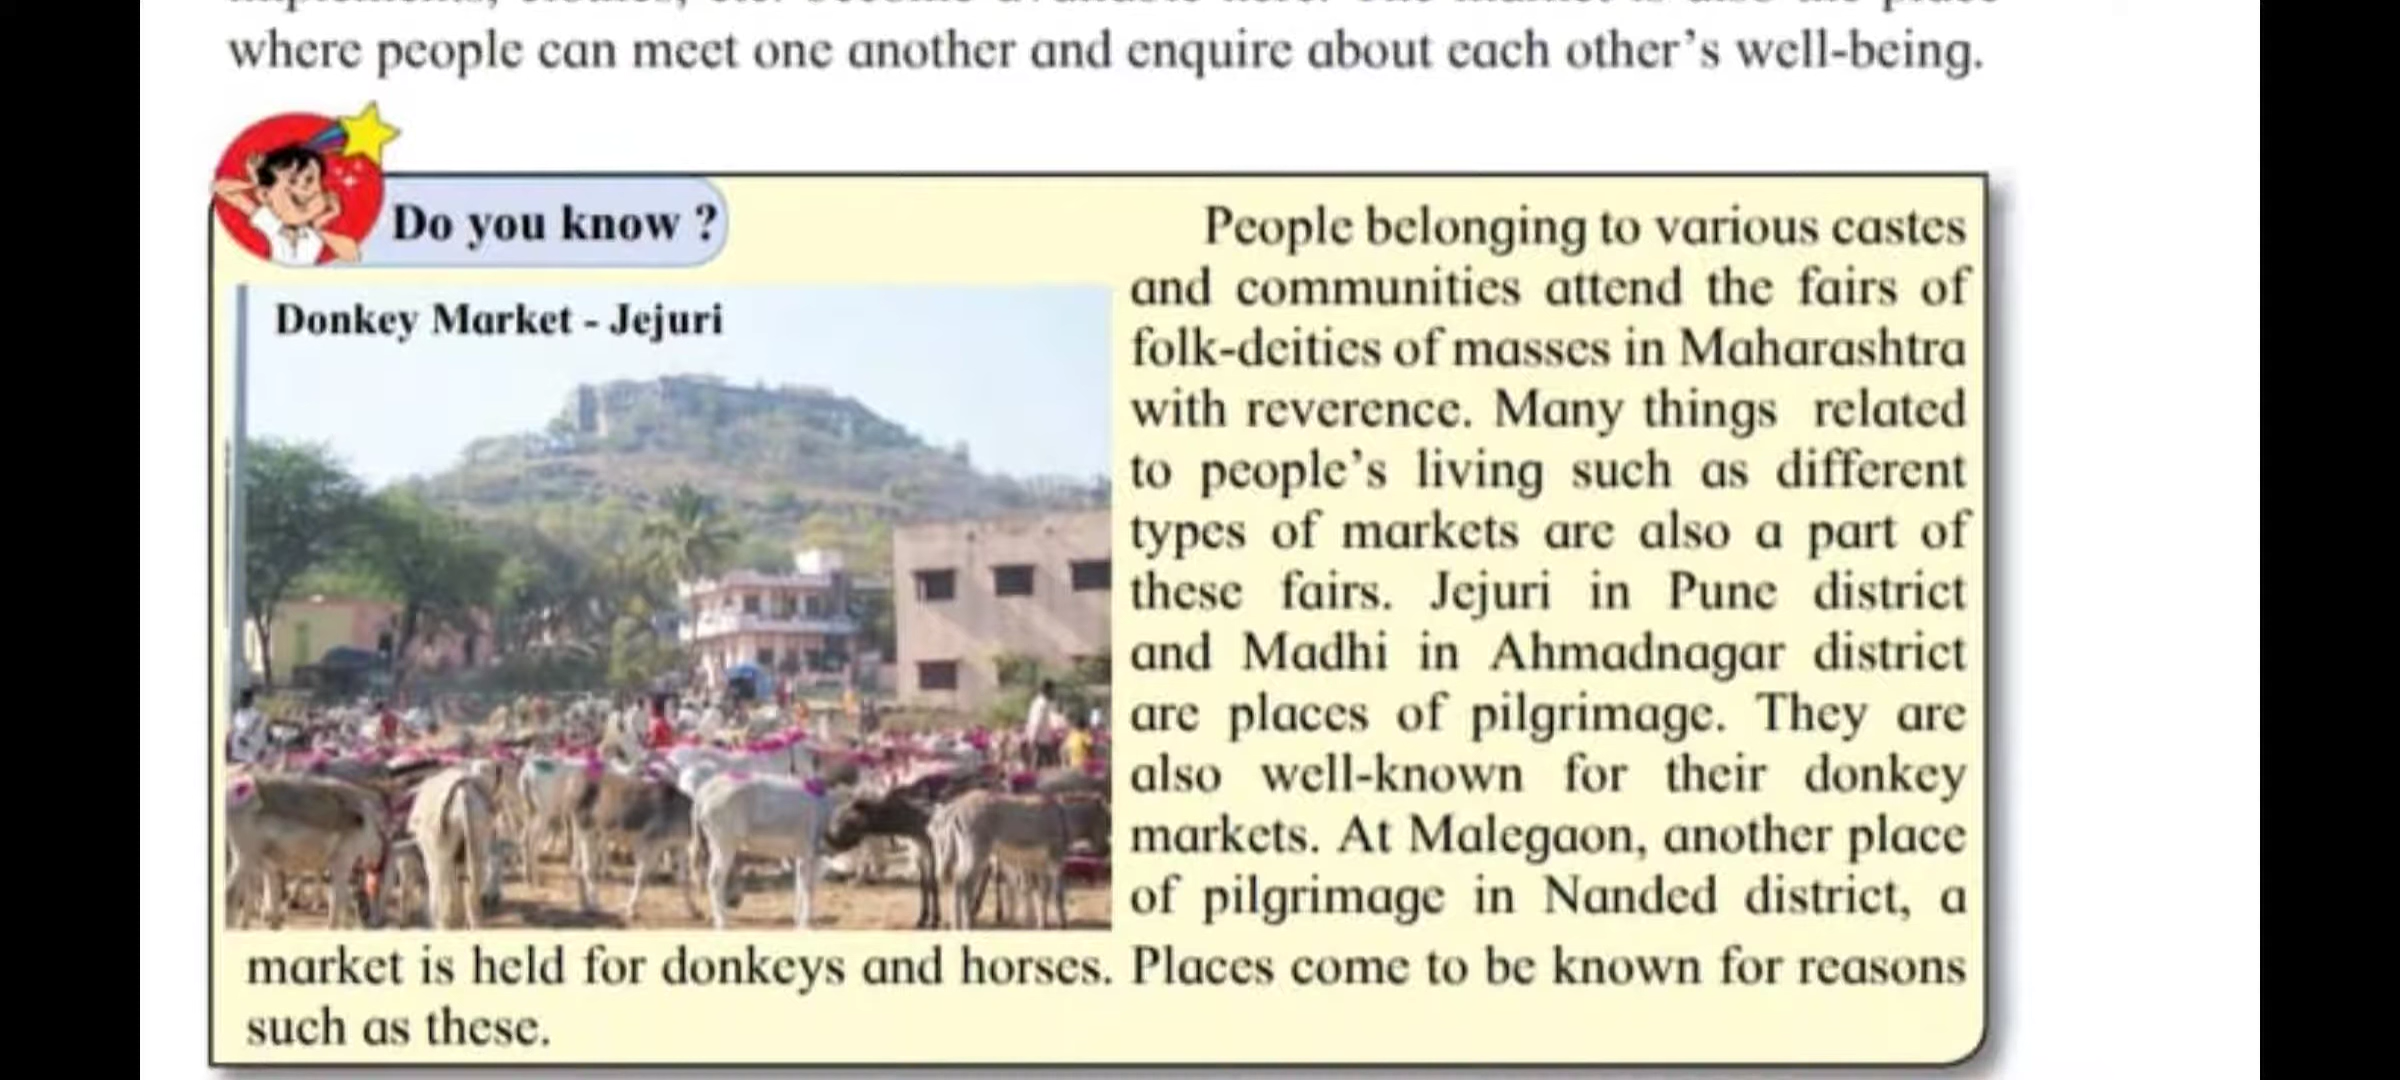 where people can meet one another and enquire about each other's well-being.
Do you know ?
Donkey Market - Jejuri
People belonging to various castes
and communities attend the fairs of
folk-deities of masses in Maharashtra
with reverence. Many things related
to people's living such as different
types of markets are also a part of
these fairs. Jejuri in Pune district
and Madhi in Ahmadnagar district
are places of pilgrimage. They are
also well-known for their donkey
markets. At Malegaon, another place
of pilgrimage in Nanded district, a
market is held for donkeys and horses. Places come to be known for reasons
such as these.